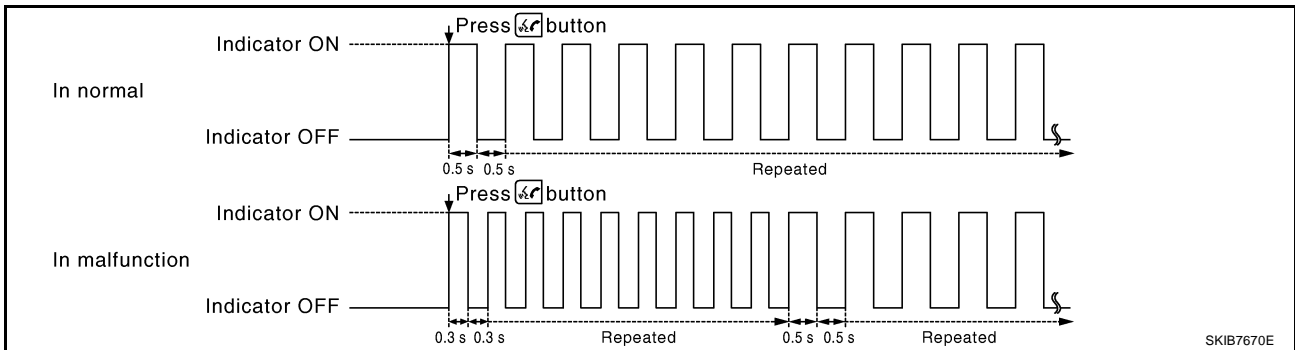 Press button
Indicator ON
In normal
Indicator OFF
0.5 s 0.5 s Repeated
Press button
Indicator ON
In malfunction
Indicator OFF
0.3 s 0.3 s Repeated 0.5 s 0.5 s Repeated
SKIB7670E